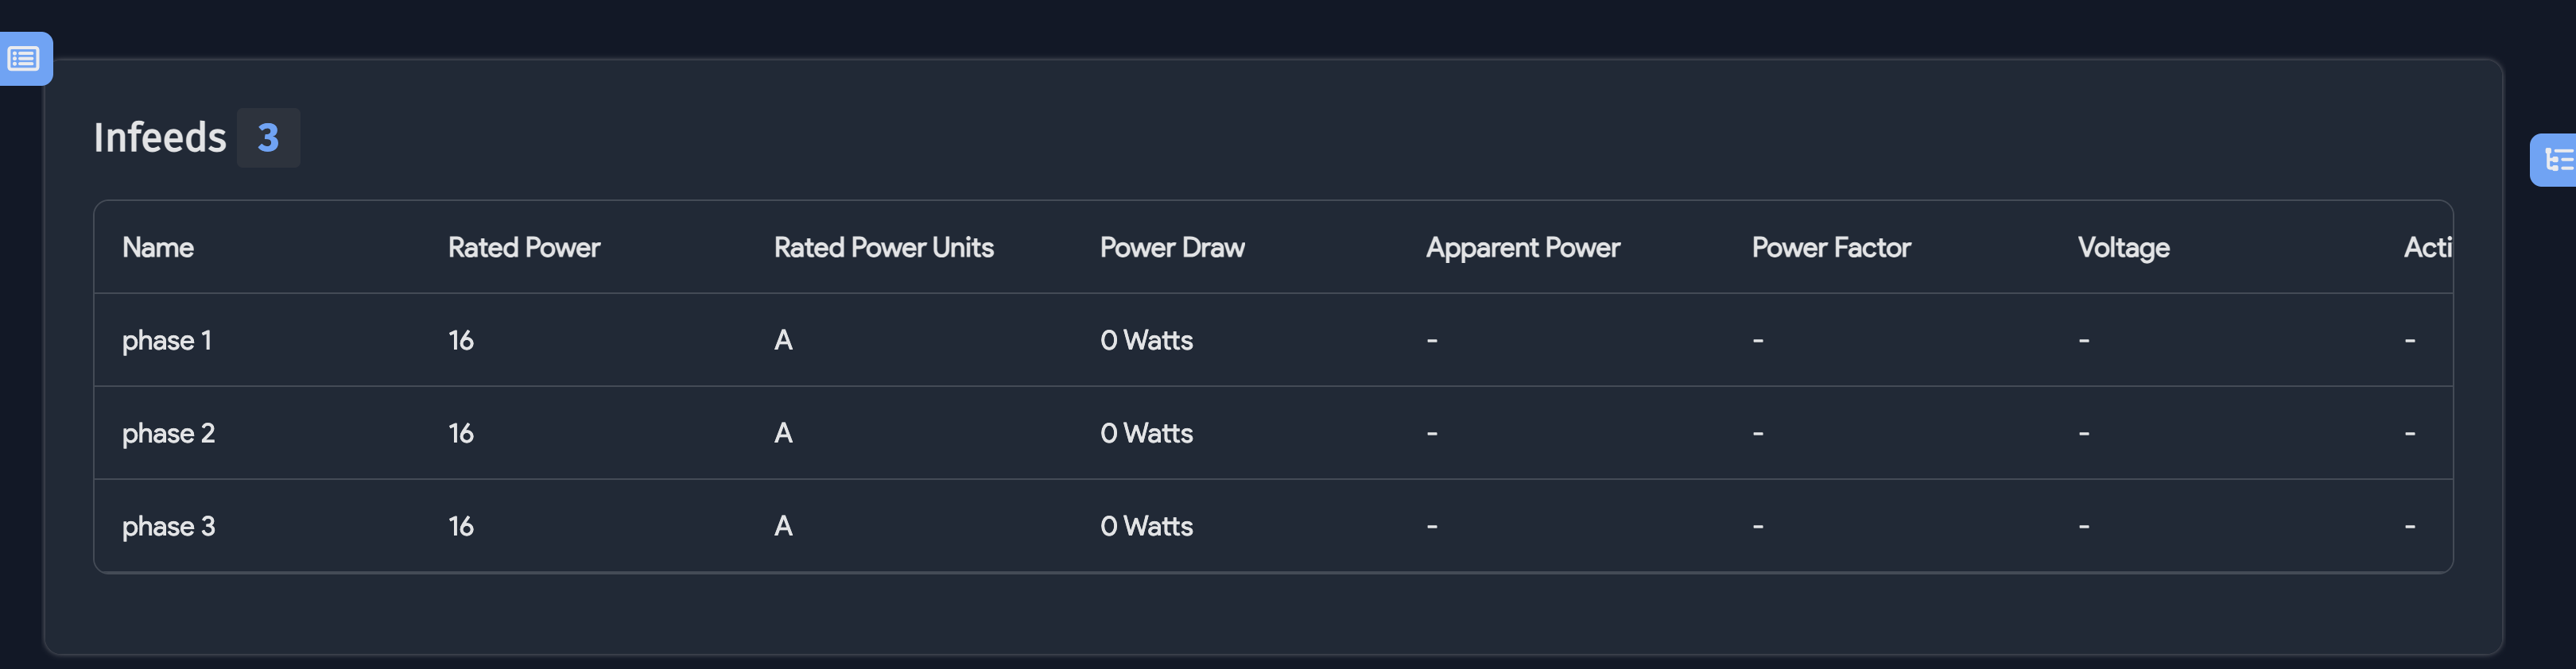 Infeeds 3
Name Rated Power Rated Power Units Power Draw Apparent Power Power Factor Voltage Acti
phase 1 16 A 0 Watts - - - -
phase 2 16 A 0 Watts - - - -
phase 3 16 A 0 Watts - - - -